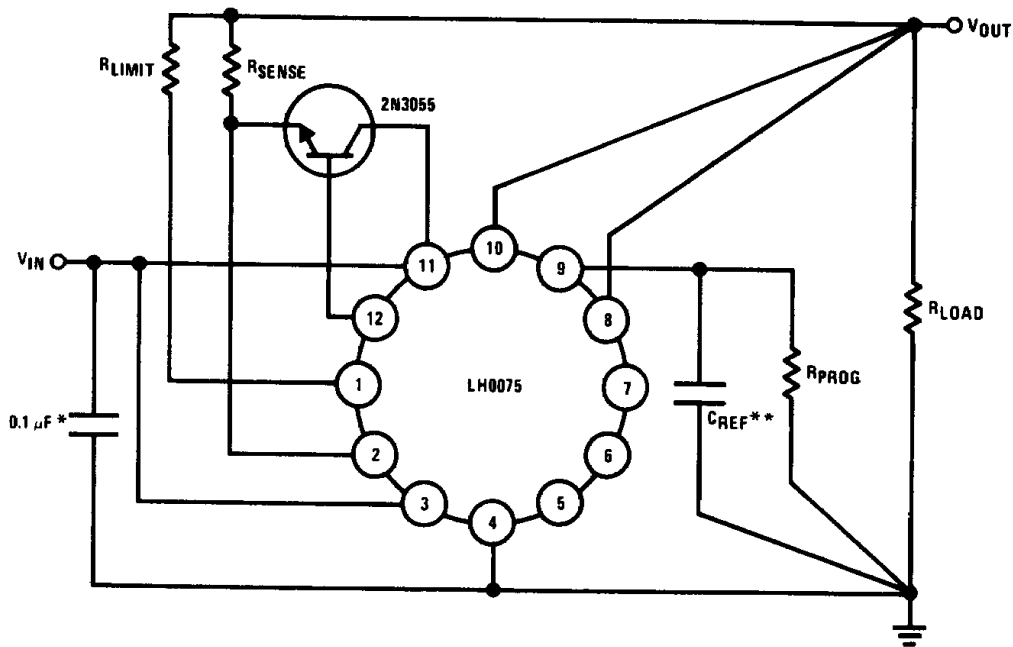 VOUT
RLIMIT
RSENSE
2N3055
VIN
10
11
9
12
8
RLOAD
1
LH0075
7
RPROG
0.1 μF*
CREF**
2
6
3
5
4